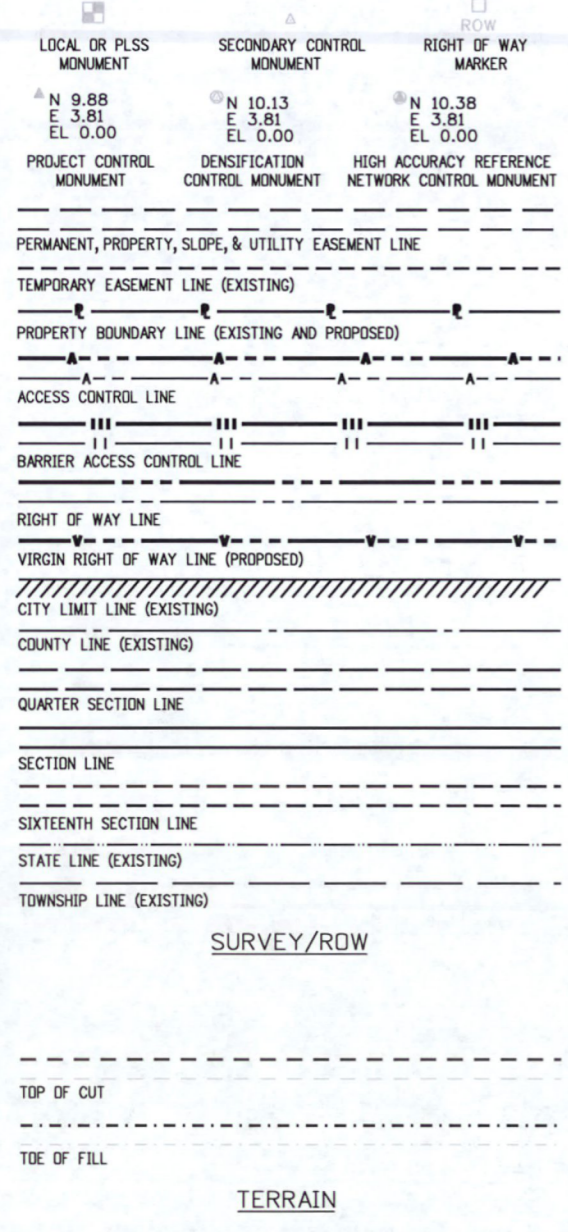 ROW
LOCAL OR PLSS
MONUMENT
SECONDARY CONTROL
MONUMENT
RIGHT OF WAY
MARKER
N 9.88
E 3.81
EL 0.00
N 10.13
E 3.81
EL 0.00
N 10.38
E 3.81
EL 0.00
PROJECT CONTROL
MONUMENT
DENSIFICATION
CONTROL MONUMENT
HIGH ACCURACY REFERENCE
NETWORK CONTROL MONUMENT
PERMANENT, PROPERTY, SLOPE, & UTILITY EASEMENT LINE
TEMPORARY EASEMENT LINE (EXISTING)
℞ ℞ ℞ ℞
PROPERTY BOUNDARY LINE (EXISTING AND PROPOSED)
A A A A
A A A A
ACCESS CONTROL LINE
BARRIER ACCESS CONTROL LINE
RIGHT OF WAY LINE
V V V V
VIRGIN RIGHT OF WAY LINE (PROPOSED)
CITY LIMIT LINE (EXISTING)
COUNTY LINE (EXISTING)
QUARTER SECTION LINE
SECTION LINE
SIXTEENTH SECTION LINE
STATE LINE (EXISTING)
TOWNSHIP LINE (EXISTING)
SURVEY/ROW
TOP OF CUT
TOE OF FILL
TERRAIN